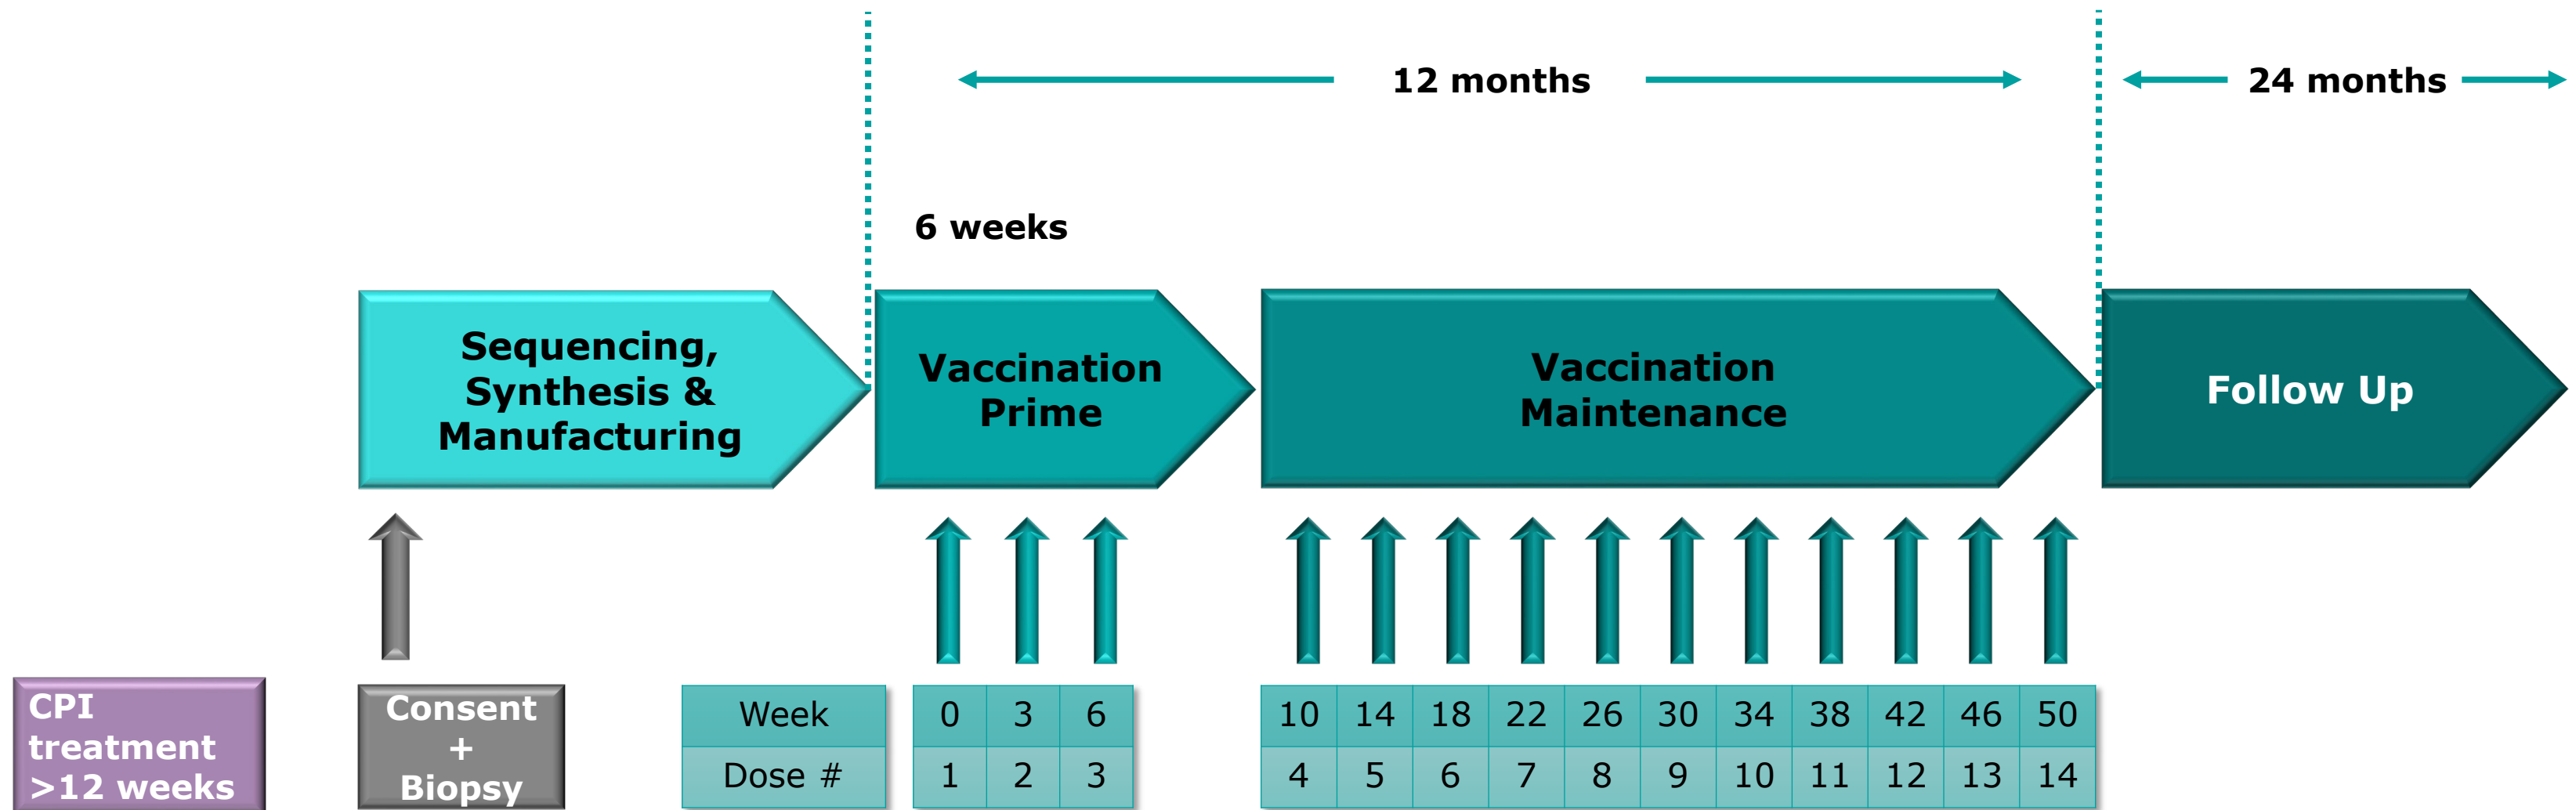 12 months
24 months
6 weeks
Sequencing,
Synthesis &
Manufacturing
Vaccination
Prime
Vaccination
Maintenance
Follow Up
CPI
treatment
>12 weeks
Consent
+
Biopsy
Week 0 3 6 10 14 18 22 26 30 34 38 42 46 50
Dose # 1 2 3 4 5 6 7 8 9 10 11 12 13 14